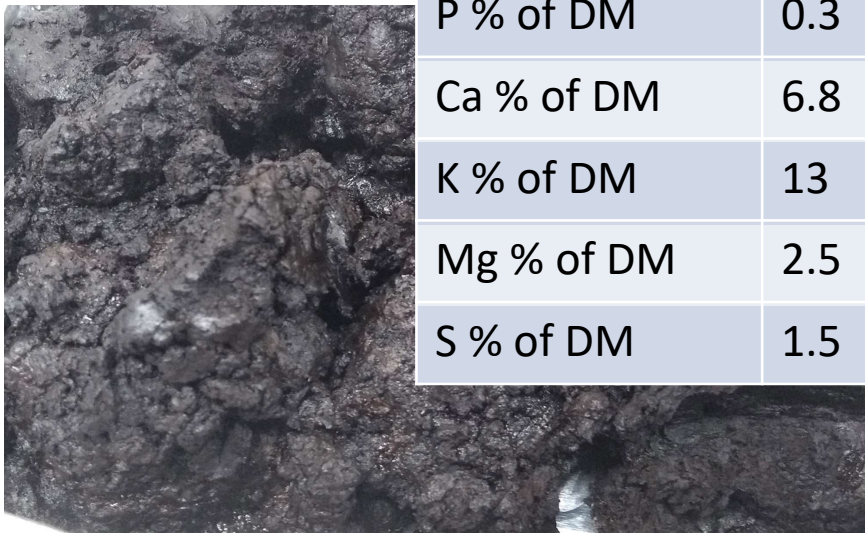 P % of DM 0.3
Ca % of DM 6.8
K % of DM 13
Mg % of DM 2.5
S % of DM 1.5